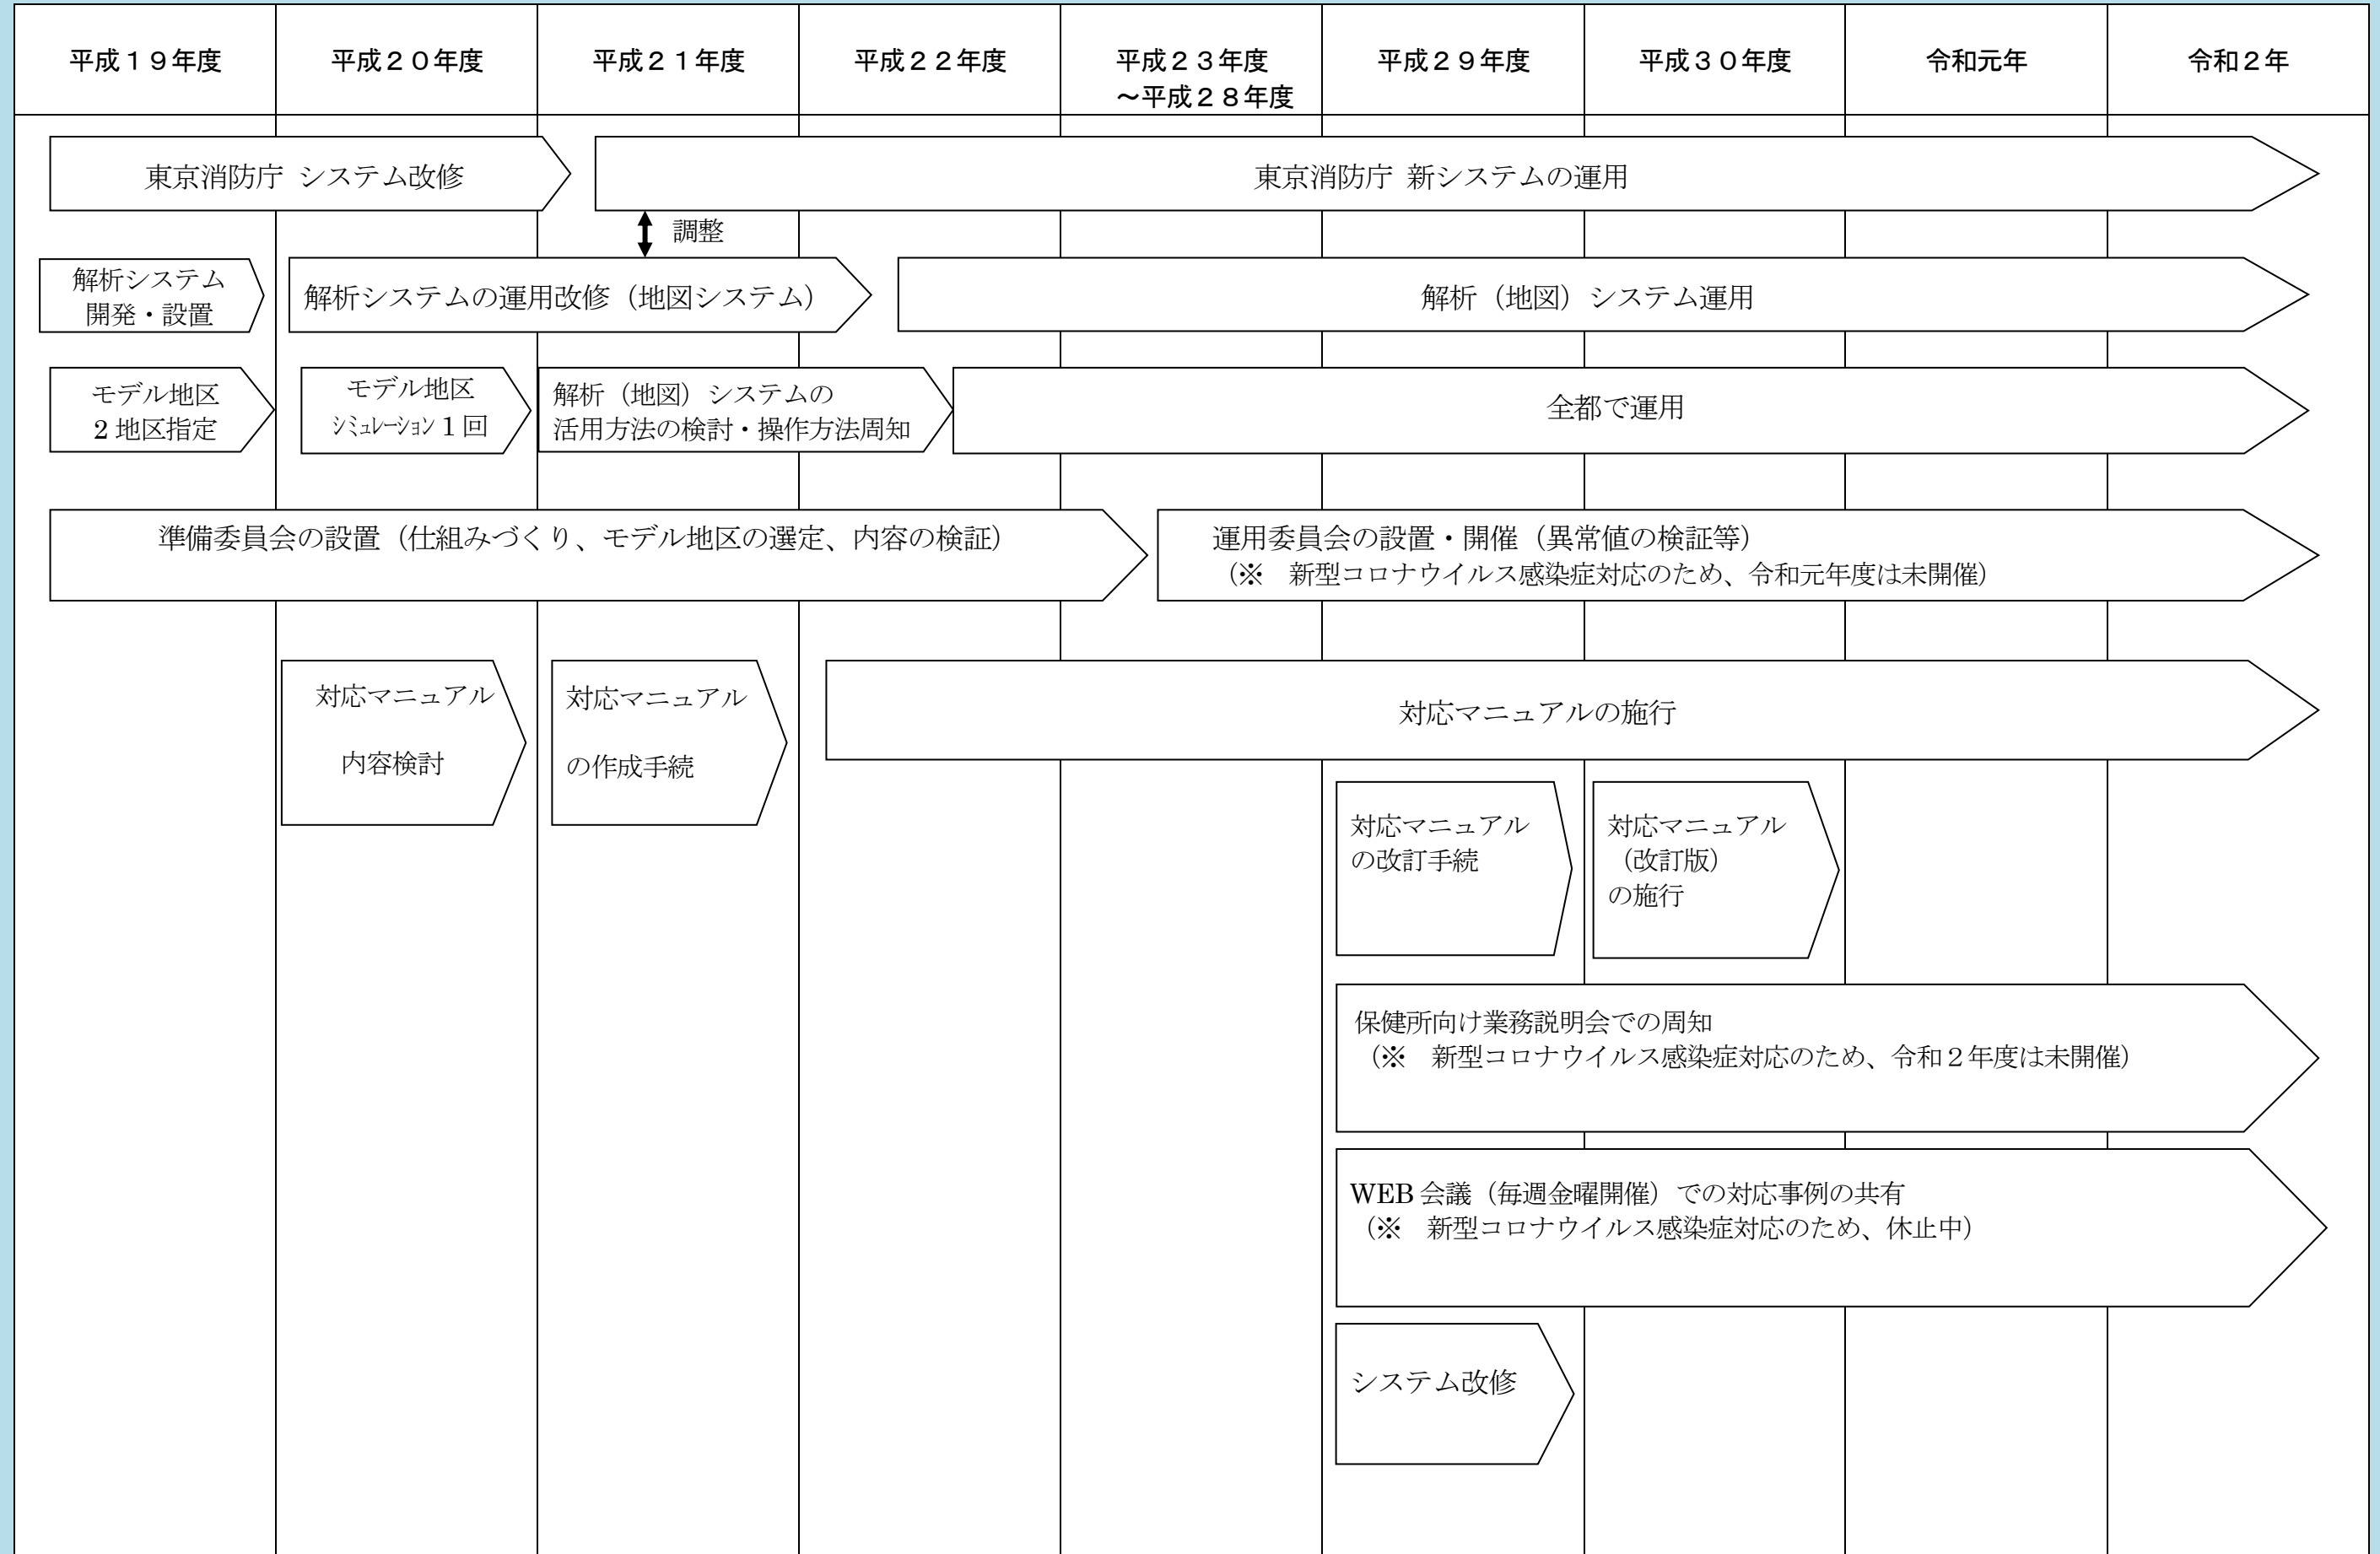 平成１９年度
平成２０年度
平成２１年度
平成２２年度
平成２３年度
～平成２８年度
平成２９年度
平成３０年度
令和元年
令和２年
東京消防庁 システム改修
東京消防庁 新システムの運用
調整
解析システム
開発・設置
解析システムの運用改修（地図システム）
解析（地図）システム運用
モデル地区
2 地区指定
モデル地区
ｼﾐｭﾚｰｼｮﾝ 1 回
解析（地図）システムの
活用方法の検討・操作方法周知
全都で運用
準備委員会の設置（仕組みづくり、モデル地区の選定、内容の検証）
運用委員会の設置・開催（異常値の検証等）
（※　新型コロナウイルス感染症対応のため、令和元年度は未開催）
対応マニュアル
内容検討
対応マニュアル
の作成手続
対応マニュアルの施行
対応マニュアル
の改訂手続
対応マニュアル
（改訂版）
の施行
保健所向け業務説明会での周知
（※　新型コロナウイルス感染症対応のため、令和２年度は未開催）
WEB 会議（毎週金曜開催）での対応事例の共有
（※　新型コロナウイルス感染症対応のため、休止中）
システム改修